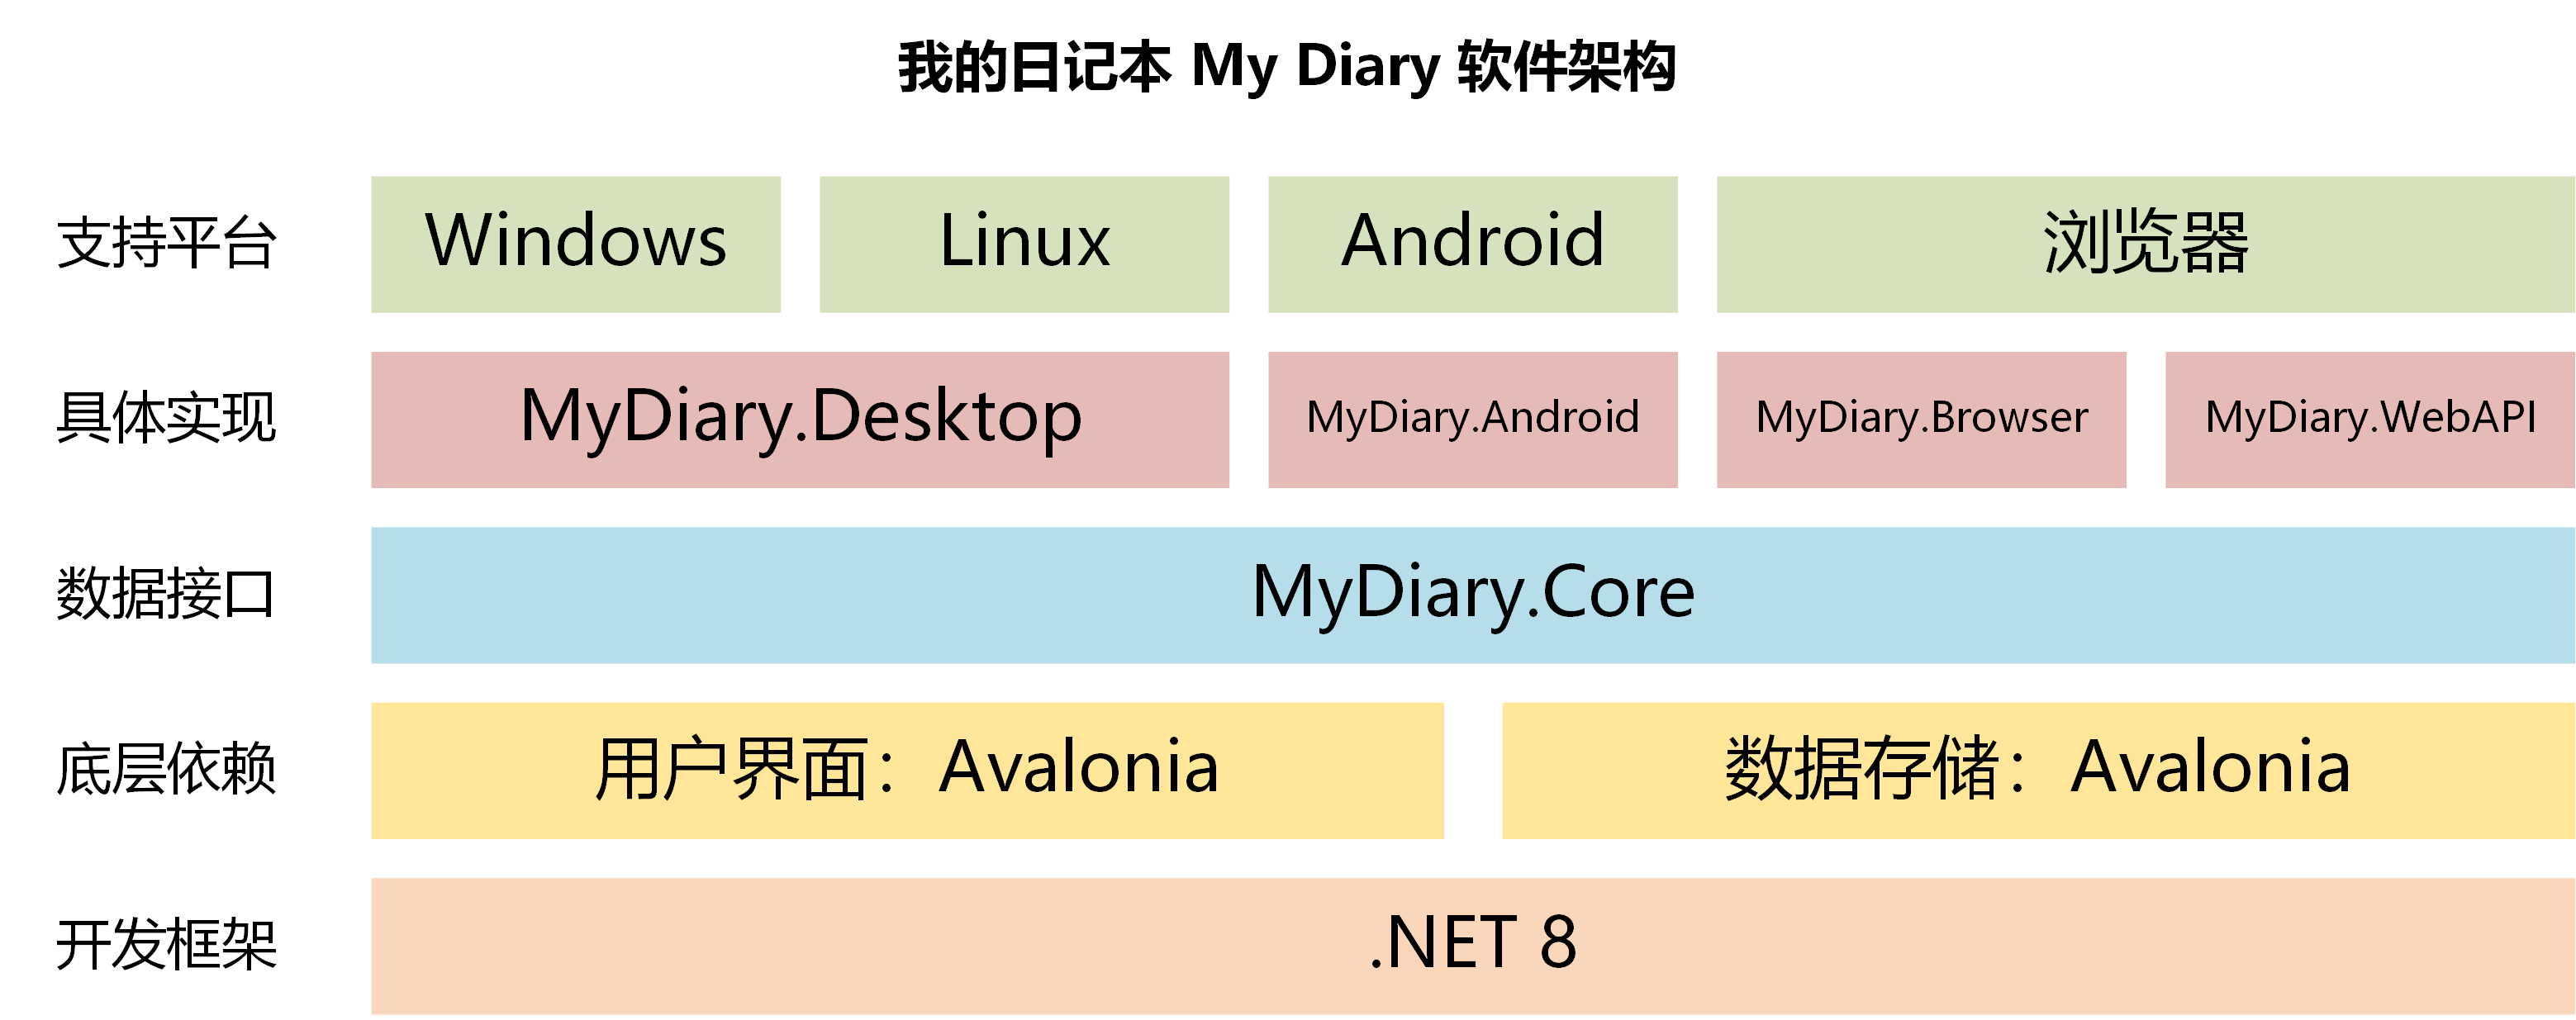 我的日记本 My Diary 软件架构
支持平台 Windows Linux Android 浏览器
具体实现 MyDiary.Desktop MyDiary.Android MyDiary.Browser MyDiary.WebAPI
数据接口 MyDiary.Core
底层依赖 用户界面：Avalonia 数据存储：Avalonia
开发框架 .NET 8